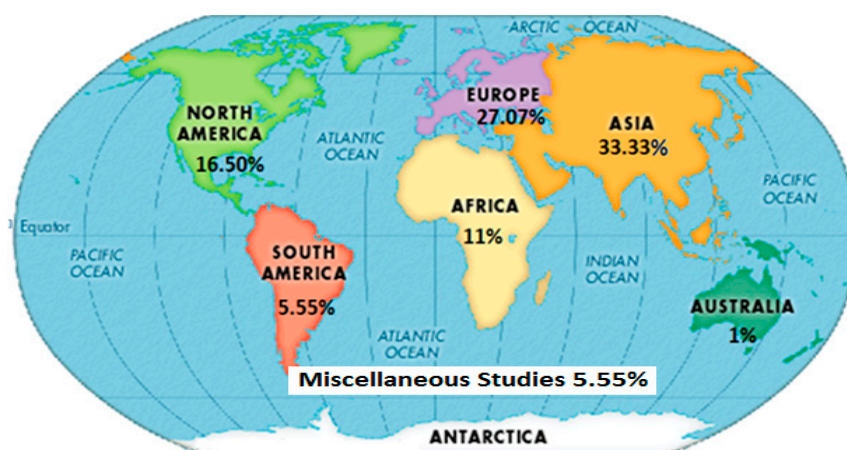 ARCTIC OCEAN
NORTH
AMERICA
16.50%
EUROPE
27.07%
ASIA
33.33%
ATLANTIC
OCEAN
PACIFIC
OCEAN
AFRICA
11%
Equator
PACIFIC
OCEAN
SOUTH
AMERICA
5.55%
INDIAN
OCEAN
AUSTRALIA
1%
ATLANTIC
OCEAN
Miscellaneous Studies 5.55%
ANTARCTICA